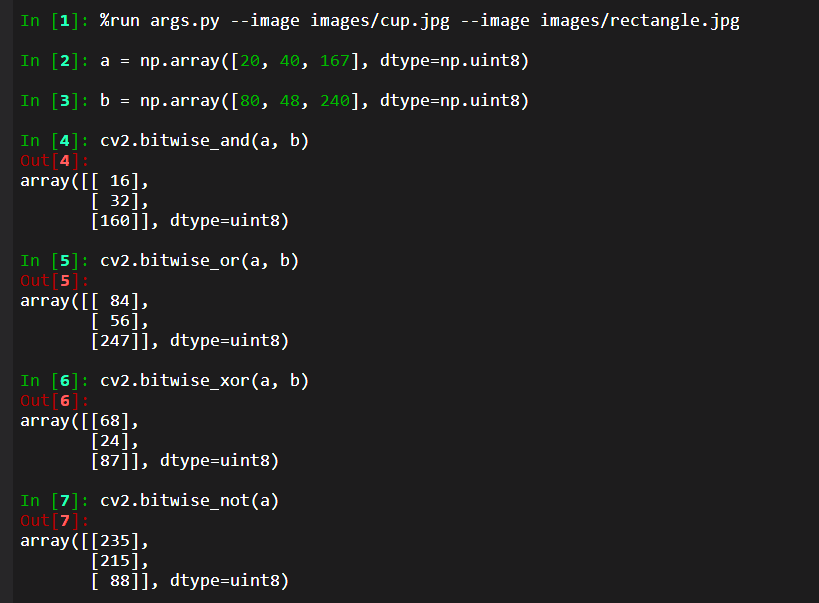 In [1]: %run args.py --image images/cup.jpg --image images/rectangle.jpg
In [2]: a = np.array([20, 40, 167], dtype=np.uint8)
In [3]: b = np.array([80, 48, 240], dtype=np.uint8)
In [4]: cv2.bitwise_and(a, b)
Out[4]:
array([[ 16],
       [ 32],
       [160]], dtype=uint8)
In [5]: cv2.bitwise_or(a, b)
Out[5]:
array([[ 84],
       [ 56],
       [247]], dtype=uint8)
In [6]: cv2.bitwise_xor(a, b)
Out[6]:
array([[68],
       [24],
       [87]], dtype=uint8)
In [7]: cv2.bitwise_not(a)
Out[7]:
array([[235],
       [215],
       [ 88]], dtype=uint8)